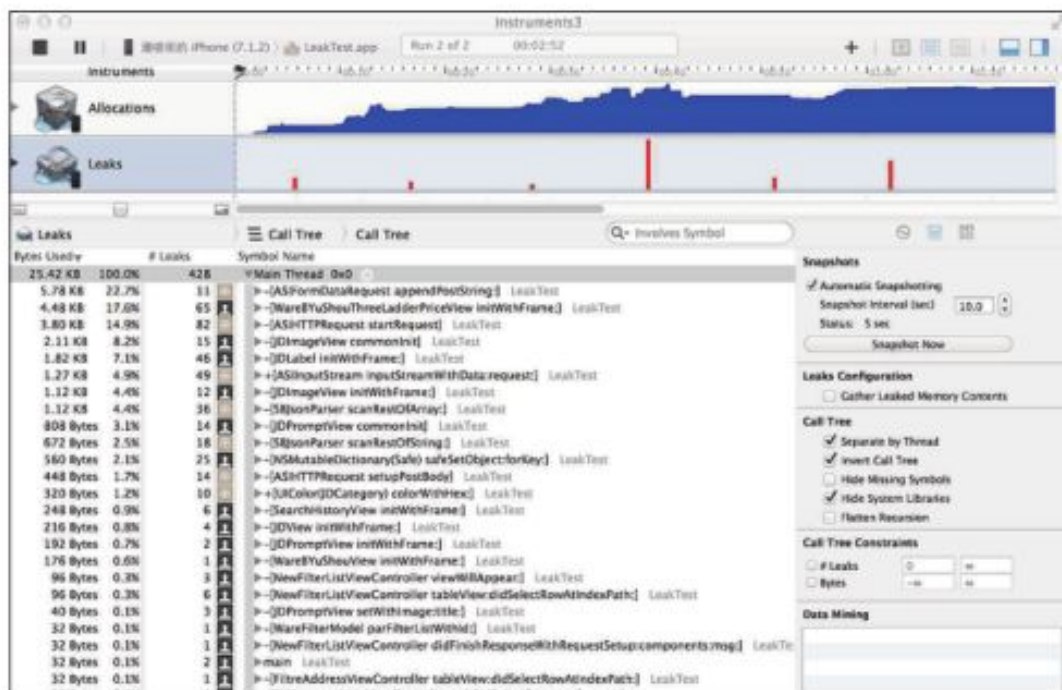 Instruments3
iPhone (7.1.2) LeakTest.app
Run 2 of 2 00:02:52
Instruments
Allocations
Leaks
Leaks
Call Tree Call Tree
Involves Symbol
Bytes Used # Leaks Symbol Name
25.42 KB 100.0% 428 Main Thread 0x0
5.78 KB 22.7% 11 -[ASIFormDataRequest appendPostString:] LeakTest
4.48 KB 17.6% 65 -[WareBYuShouThreeLadderPriceView initWithFrame:] LeakTest
3.80 KB 14.9% 82 -[ASIHTTPRequest startRequest] LeakTest
2.11 KB 8.2% 15 -[JDImageView commonInit] LeakTest
1.82 KB 7.1% 46 -[JDLabel initWithFrame:] LeakTest
1.27 KB 4.9% 49 +[ASIInputStream inputStreamWithData:request:] LeakTest
1.12 KB 4.4% 12 -[JDImageView initWithFrame:] LeakTest
1.12 KB 4.4% 36 -[SBJsonParser scanRestOfArray:] LeakTest
808 Bytes 3.1% 14 -[JDPromptView commonInit] LeakTest
672 Bytes 2.5% 18 -[SBJsonParser scanRestOfString:] LeakTest
560 Bytes 2.1% 25 -[NSMutableDictionary(Safe) safeSetObject:forKey:] LeakTest
448 Bytes 1.7% 14 -[ASIHTTPRequest setupPostBody] LeakTest
320 Bytes 1.2% 10 +[UIColor(JDCategory) colorWithHex:] LeakTest
248 Bytes 0.9% 6 -[SearchHistoryView initWithFrame:] LeakTest
216 Bytes 0.8% 4 -[JDView initWithFrame:] LeakTest
192 Bytes 0.7% 2 -[JDPromptView initWithFrame:] LeakTest
176 Bytes 0.6% 1 -[WareBYuShouView initWithFrame:] LeakTest
96 Bytes 0.3% 3 -[NewFilterListViewController viewWillAppear:] LeakTest
96 Bytes 0.3% 6 -[NewFilterListViewController tableView:didSelectRowAtIndexPath:] LeakTest
40 Bytes 0.1% 3 -[JDPromptView setWithImage:title:] LeakTest
32 Bytes 0.1% 1 -[WareFilterModel parFilterListWithId:] LeakTest
32 Bytes 0.1% 1 -[NewFilterListViewController didFinishResponseWithRequestSetup:components:msg:] LeakTe
32 Bytes 0.1% 2 main LeakTest
32 Bytes 0.1% 1 -[FiltreAddressViewController tableView:didSelectRowAtIndexPath:] LeakTest
Snapshots
Automatic Snapshotting
Snapshot Interval (sec) 10.0
Status: 5 sec
Snapshot Now
Leaks Configuration
Gather Leaked Memory Contents
Call Tree
Separate by Thread
Invert Call Tree
Hide Missing Symbols
Hide System Libraries
Flatten Recursion
Call Tree Constraints
# Leaks 0 ∞
Bytes -∞ ∞
Data Mining